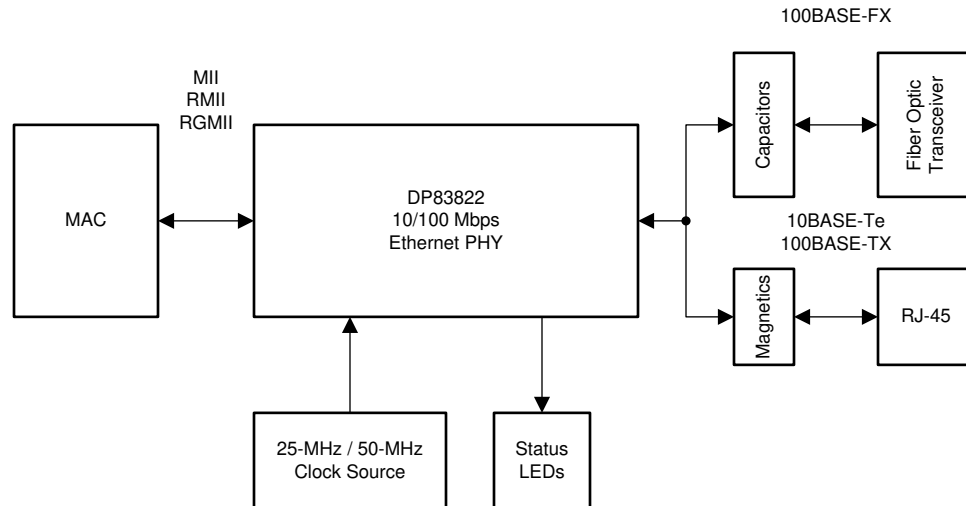 100BASE-FX
MII
RMII
RGMII
MAC
DP83822
10/100 Mbps
Ethernet PHY
Capacitors
Fiber Optic
Transceiver
10BASE-Te
100BASE-TX
Magnetics
RJ-45
25-MHz / 50-MHz
Clock Source
Status
LEDs